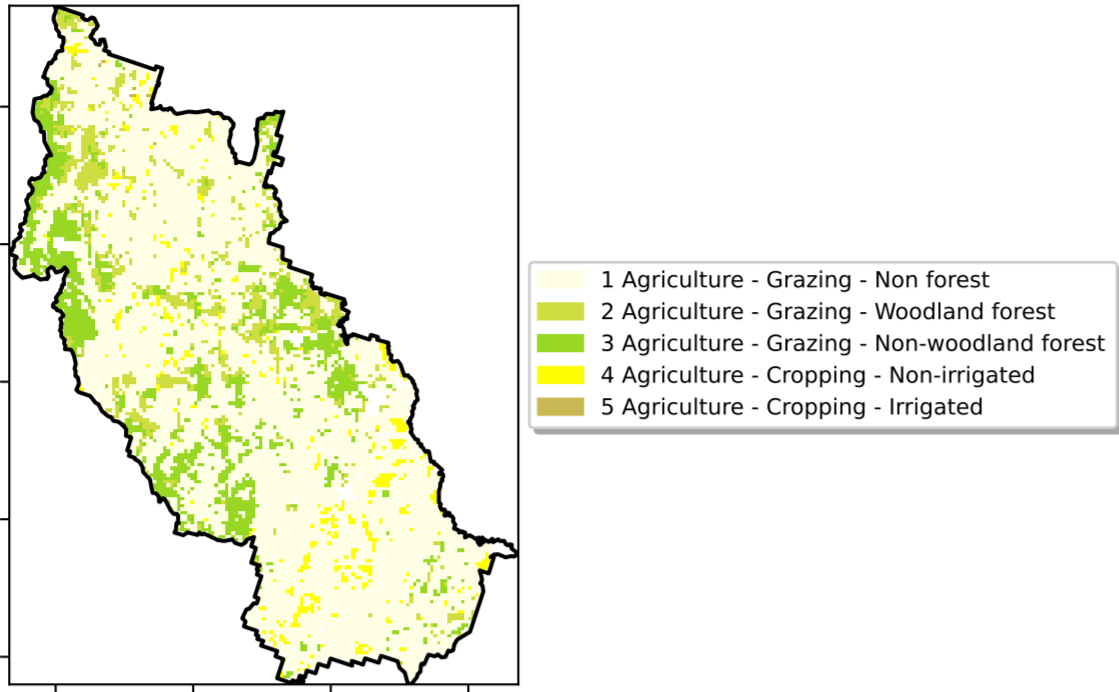 1 Agriculture - Grazing - Non forest
2 Agriculture - Grazing - Woodland forest
3 Agriculture - Grazing - Non-woodland forest
4 Agriculture - Cropping - Non-irrigated
5 Agriculture - Cropping - Irrigated